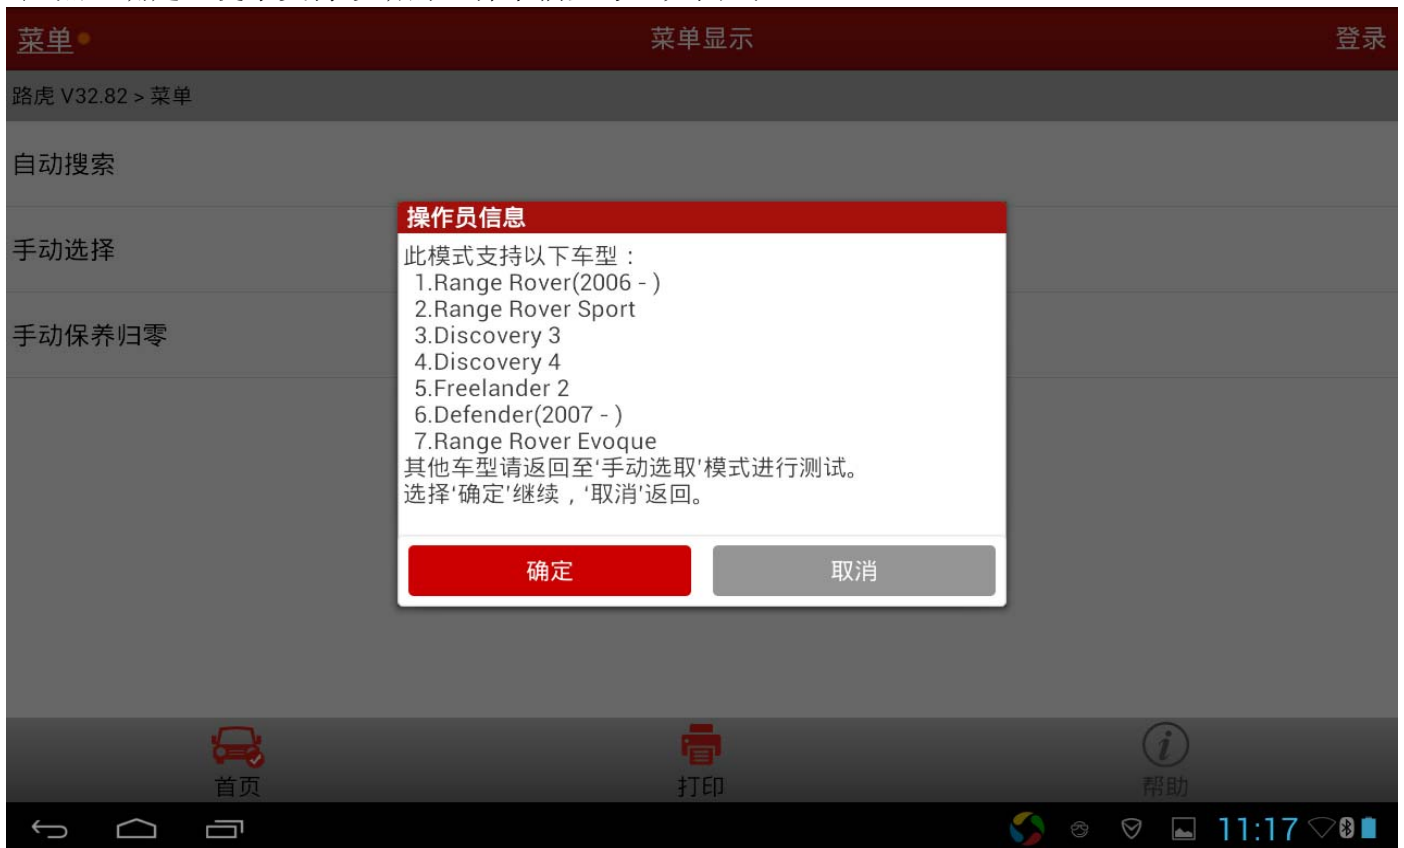 菜单
菜单显示
登录
路虎 V32.82 > 菜单
自动搜索
手动选择
手动保养归零
操作员信息
此模式支持以下车型：
1.Range Rover(2006 - )
2.Range Rover Sport
3.Discovery 3
4.Discovery 4
5.Freelander 2
6.Defender(2007 - )
7.Range Rover Evoque
其他车型请返回至‘手动选取’模式进行测试。
选择‘确定’继续，‘取消’返回。
确定
取消
首页
打印
帮助
11:17